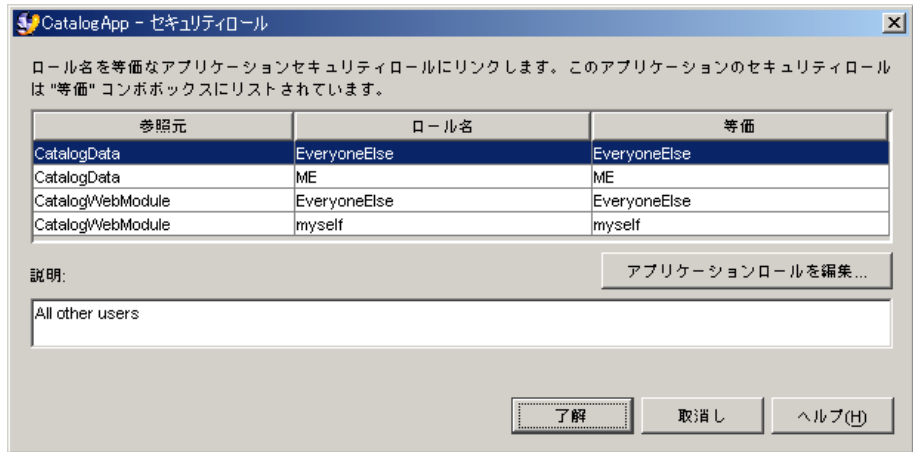 CatalogApp - セキュリティロール
ロール名を等価なアプリケーションセキュリティロールにリンクします。このアプリケーションのセキュリティロール
は "等価" コンボボックスにリストされています。
参照元 ロール名 等価
CatalogData EveryoneElse EveryoneElse
CatalogData ME ME
CatalogWebModule EveryoneElse EveryoneElse
CatalogWebModule myself myself
説明:
アプリケーションロールを編集...
All other users
了解 取消し ヘルプ(H)